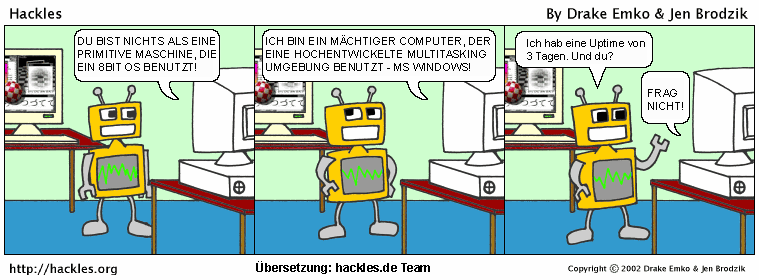 Hackles
By Drake Emko & Jen Brodzik
DU BIST NICHTS ALS EINE
PRIMITIVE MASCHINE, DIE
EIN 8BIT OS BENUTZT!
ICH BIN EIN MÄCHTIGER COMPUTER, DER
EINE HOCHENTWICKELTE MULTITASKING
UMGEBUNG BENUTZT - MS WINDOWS!
Ich hab eine Uptime von
3 Tagen. Und du?
FRAG
NICHT!
http://hackles.org
Übersetzung: hackles.de Team
Copyright © 2002 Drake Emko & Jen Brodzik